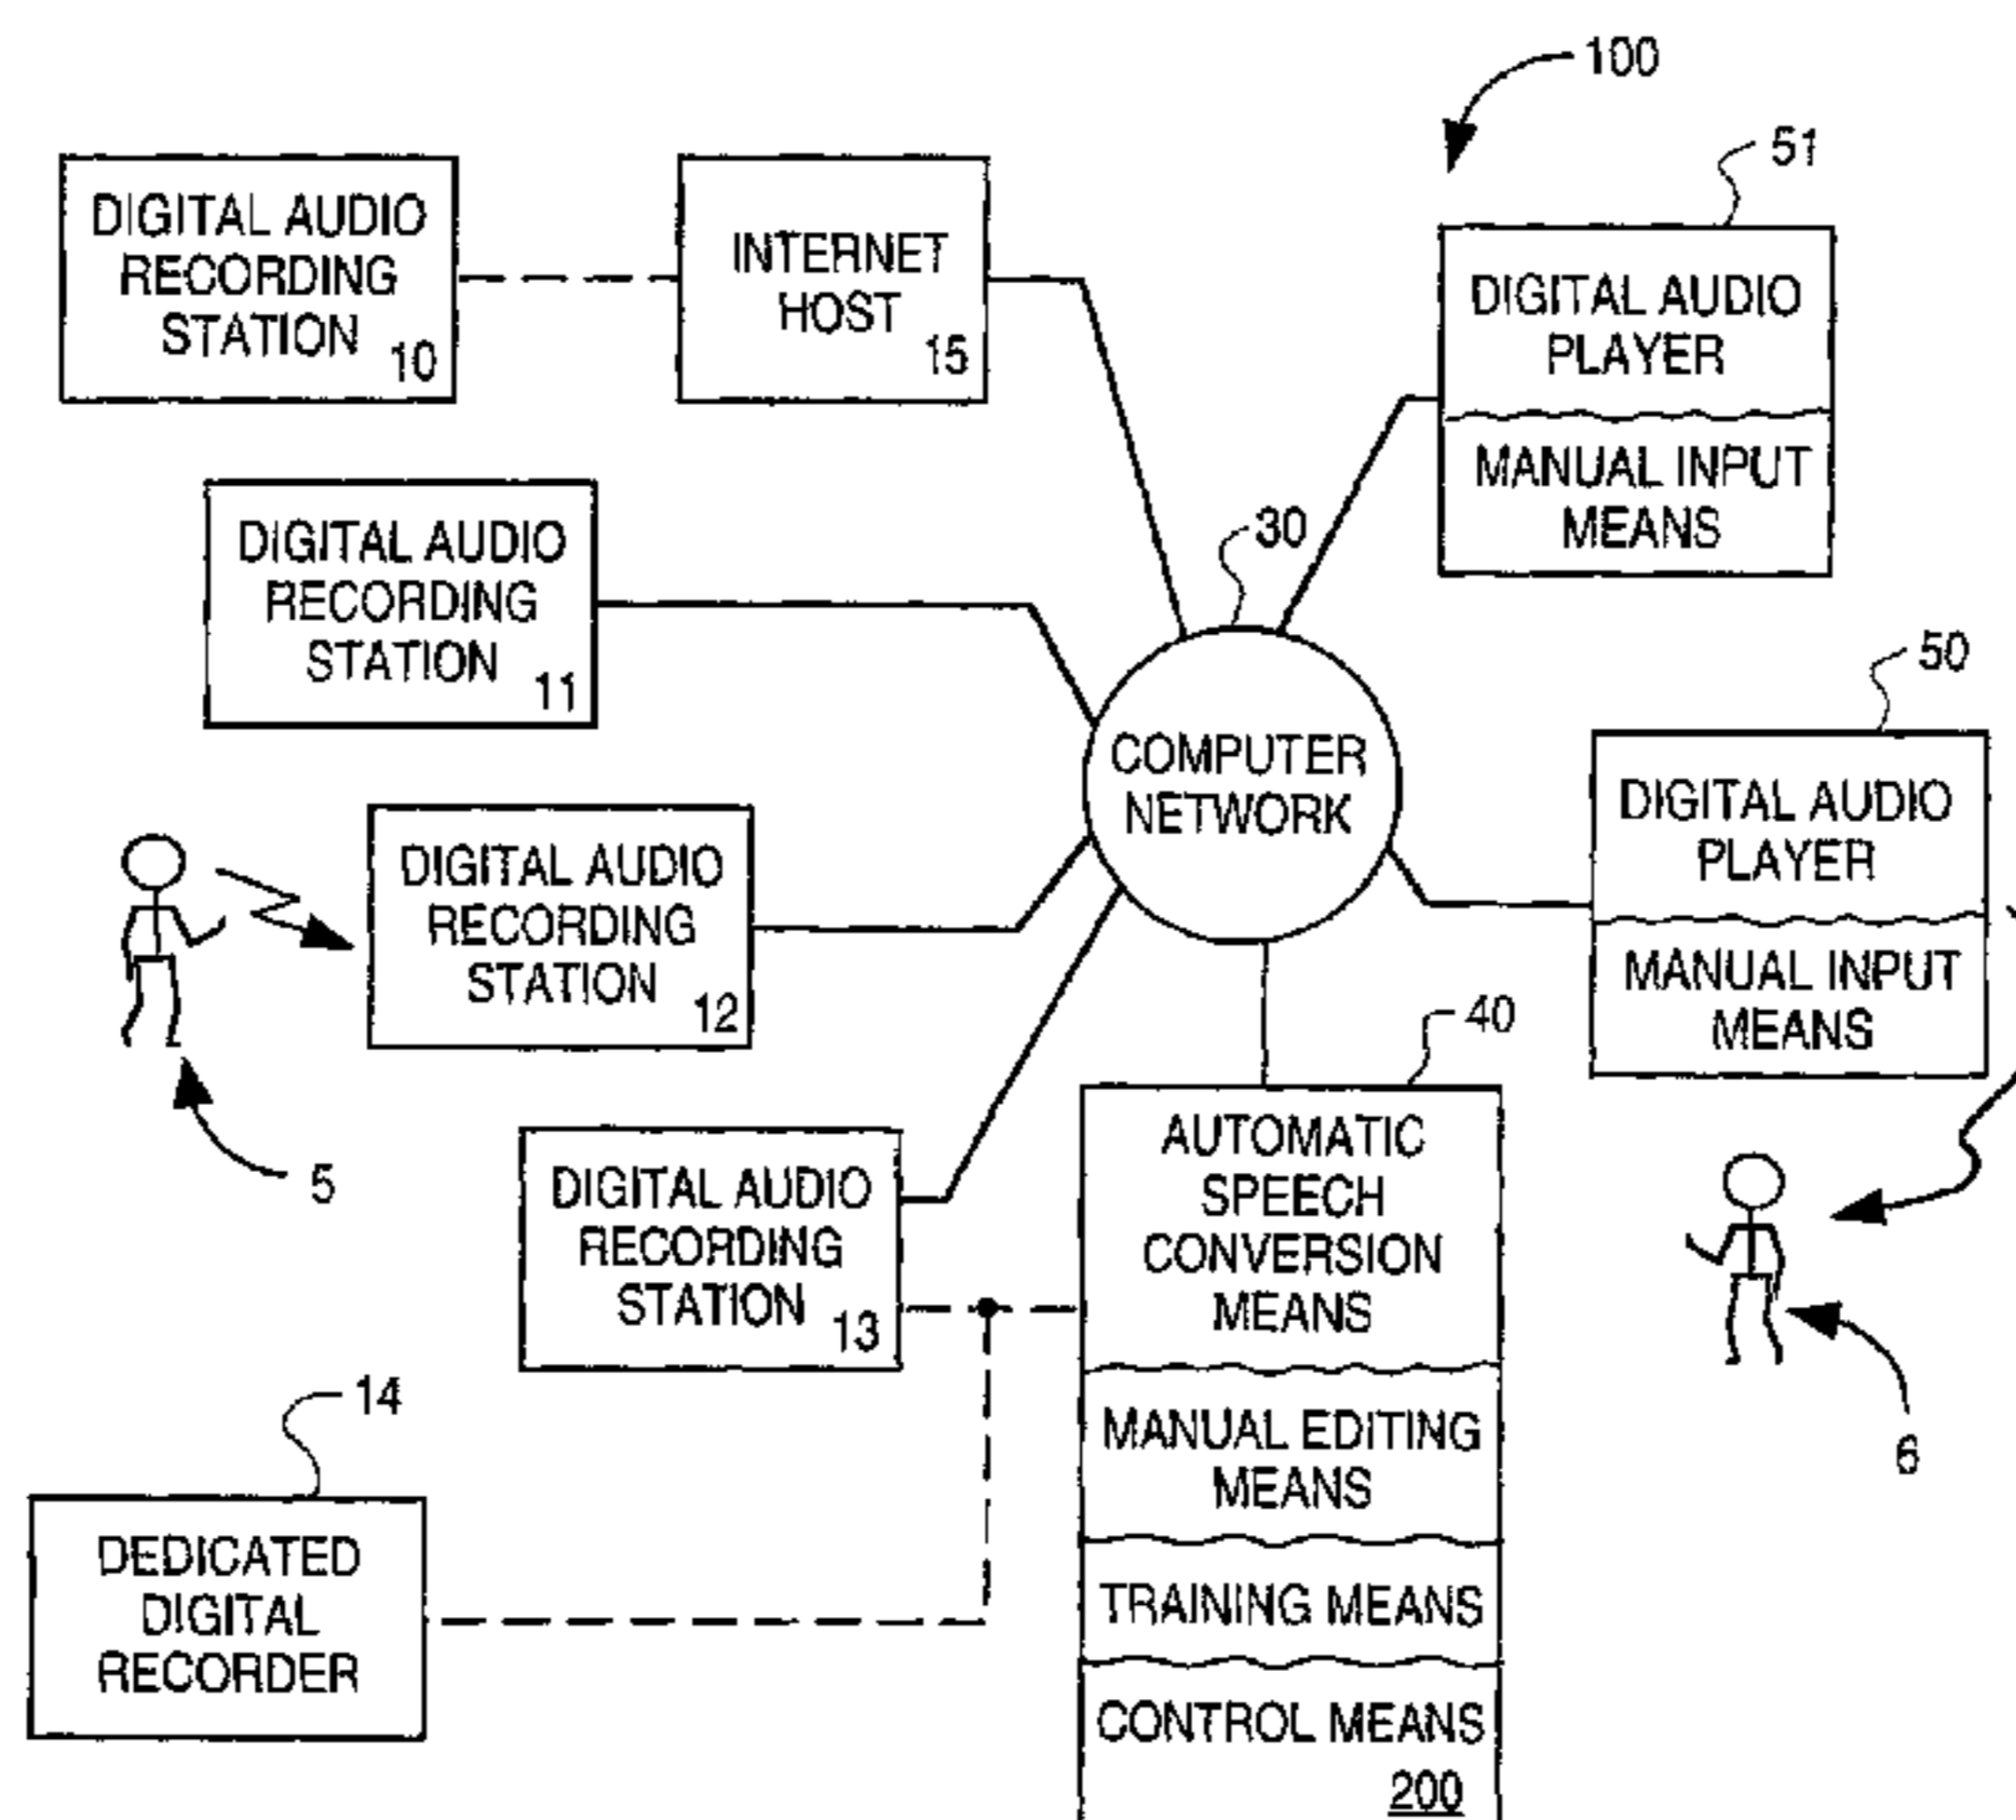 100
51
DIGITAL AUDIO
RECORDING
STATION
10
INTERNET
HOST
15
DIGITAL AUDIO
PLAYER
MANUAL INPUT
MEANS
DIGITAL AUDIO
RECORDING
STATION
11
30
COMPUTER
NETWORK
50
DIGITAL AUDIO
PLAYER
MANUAL INPUT
MEANS
DIGITAL AUDIO
RECORDING
STATION
12
5
40
AUTOMATIC
SPEECH
CONVERSION
MEANS
MANUAL EDITING
MEANS
TRAINING MEANS
CONTROL MEANS
200
DIGITAL AUDIO
RECORDING
STATION
13
6
14
DEDICATED
DIGITAL
RECORDER